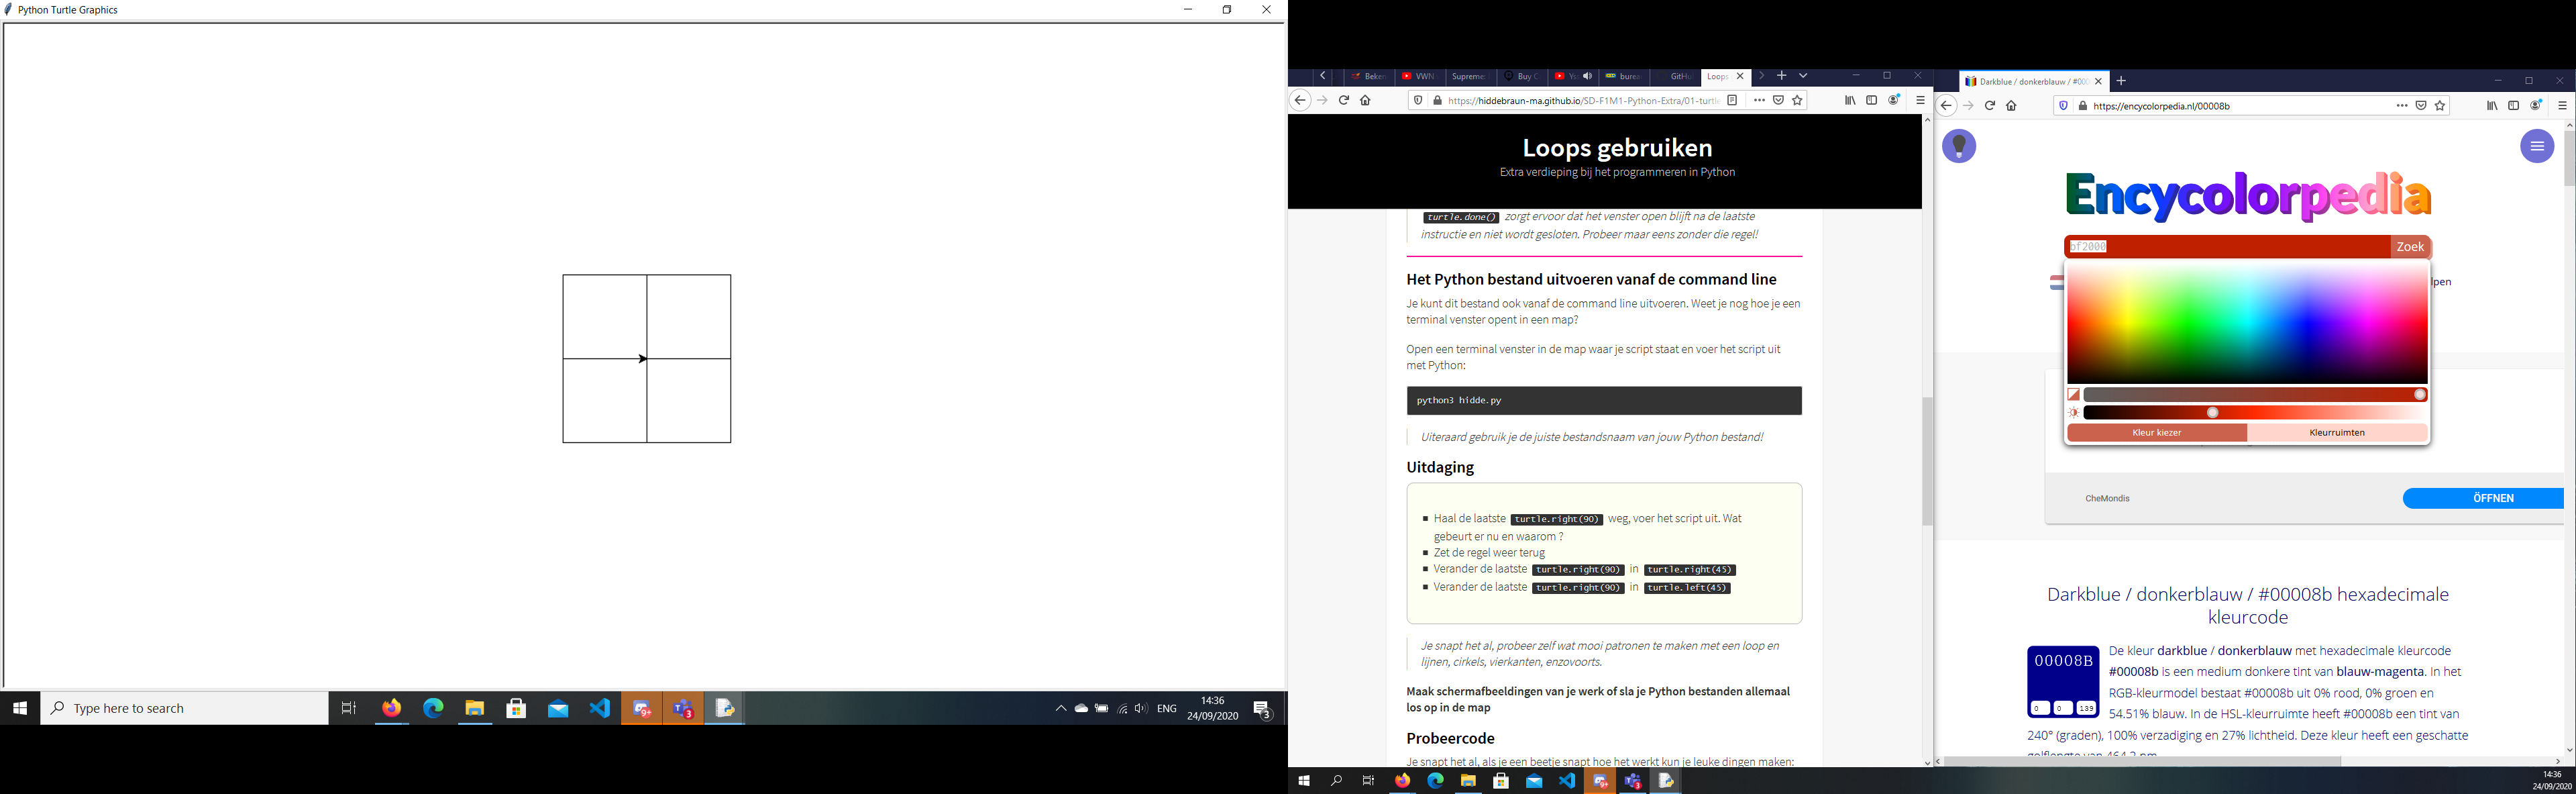 Python Turtle Graphics
Type here to search
9+
3
ENG
14:36
24/09/2020
3
VWN
Supreme
Buy C
burea
GitHu
Loops
https://hiddebraun-ma.github.io/SD-F1M1-Python-Extra/01-turtle
Loops gebruiken
Extra verdieping bij het programmeren in Python
turtle.done() zorgt ervoor dat het venster open blijft na de laatste
instructie en niet wordt gesloten. Probeer maar eens zonder die regel!
Het Python bestand uitvoeren vanaf de command line
Je kunt dit bestand ook vanaf de command line uitvoeren. Weet je nog hoe je een
terminal venster opent in een map?
Open een terminal venster in de map waar je script staat en voer het script uit
met Python:
python3 hidde.py
Uiteraard gebruik je de juiste bestandsnaam van jouw Python bestand!
Uitdaging
Haal de laatste turtle.right(90) weg, voer het script uit. Wat
gebeurt er nu en waarom ?
Zet de regel weer terug
Verander de laatste turtle.right(90) in turtle.right(45)
Verander de laatste turtle.right(90) in turtle.left(45)
Je snapt het al, probeer zelf wat mooi patronen te maken met een loop en
lijnen, cirkels, vierkanten, enzovoorts.
Maak schermafbeeldingen van je werk of sla je Python bestanden allemaal
los op in de map
Probeercode
Je snapt het al, als je een beetje snapt hoe het werkt kun je leuke dingen maken:
9+
3
Darkblue / donkerblauw / #000
https://encycolorpedia.nl/00008b
Encycolorpedia
bf2000
Zoek
lpen
Kleur kiezer
Kleurruimten
CheMondis
ÖFFNEN
Darkblue / donkerblauw / #00008b hexadecimale
kleurcode
00008B
0
0
139
De kleur darkblue / donkerblauw met hexadecimale kleurcode
#00008b is een medium donkere tint van blauw-magenta. In het
RGB-kleurmodel bestaat #00008b uit 0% rood, 0% groen en
54.51% blauw. In de HSL-kleurruimte heeft #00008b een tint van
240° (graden), 100% verzadiging en 27% lichtheid. Deze kleur heeft een geschatte
golflengte van 464.2 nm.
14:36
24/09/2020